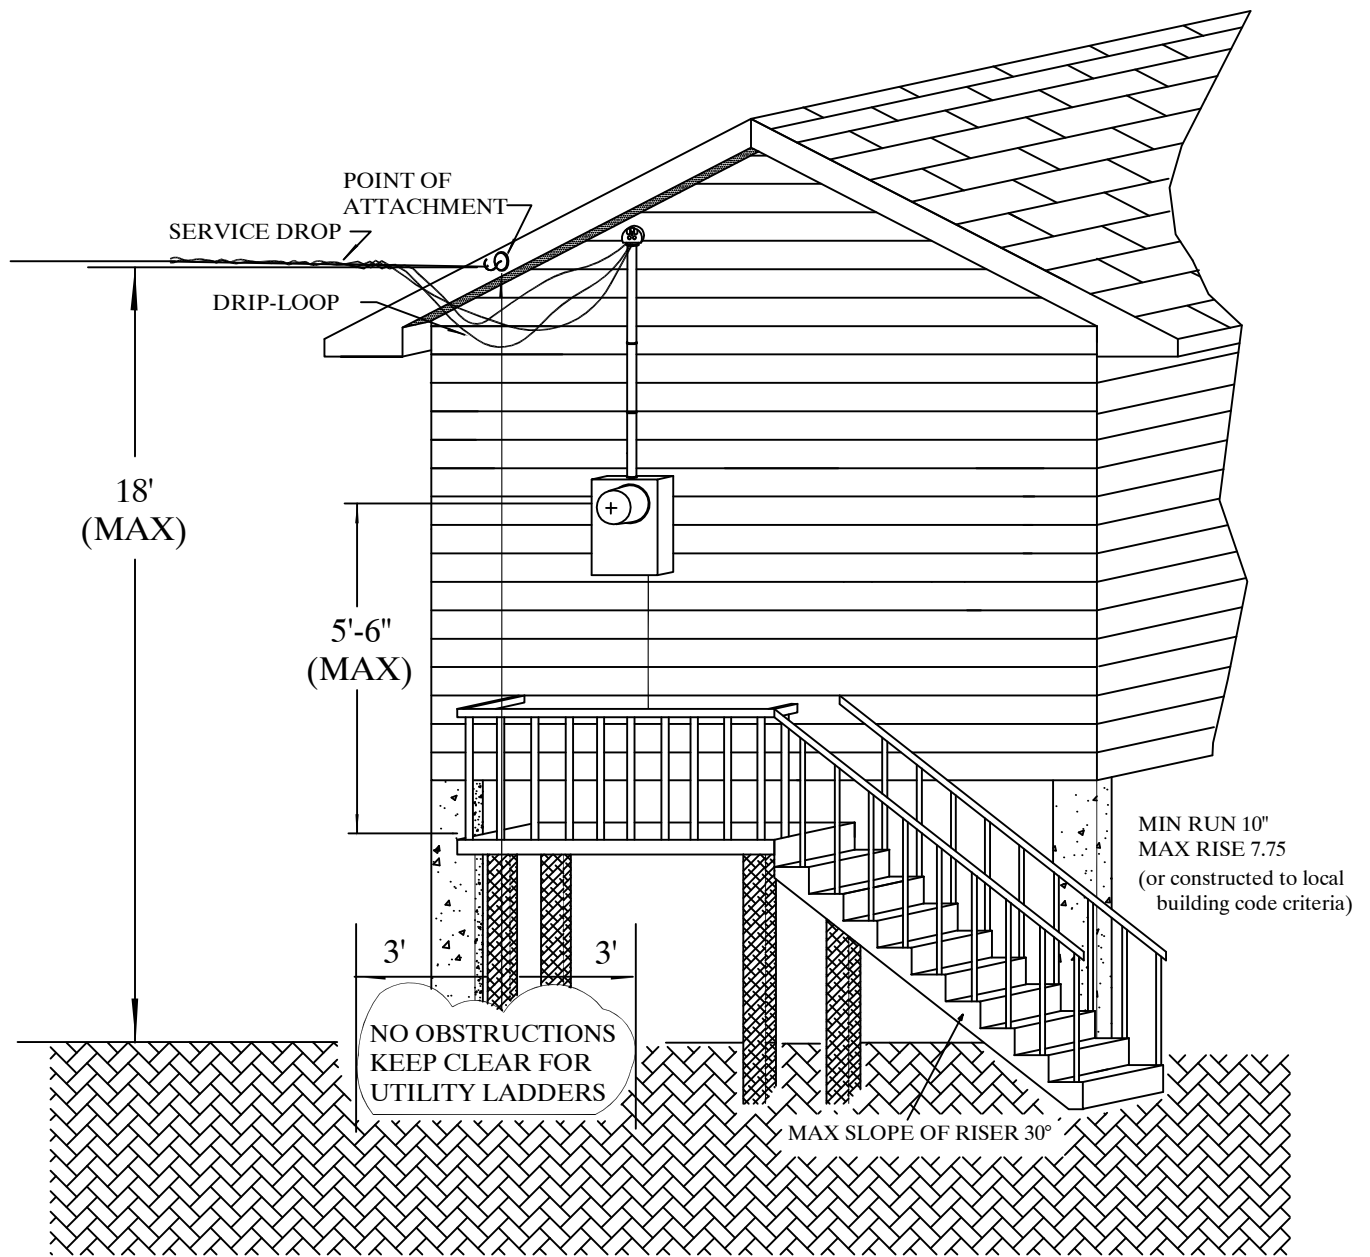 POINT OF
ATTACHMENT
SERVICE DROP
DRIP-LOOP
18'
(MAX)
5'-6"
(MAX)
MIN RUN 10"
MAX RISE 7.75
(or constructed to local
building code criteria)
3'
3'
NO OBSTRUCTIONS
KEEP CLEAR FOR
UTILITY LADDERS
MAX SLOPE OF RISER 30°